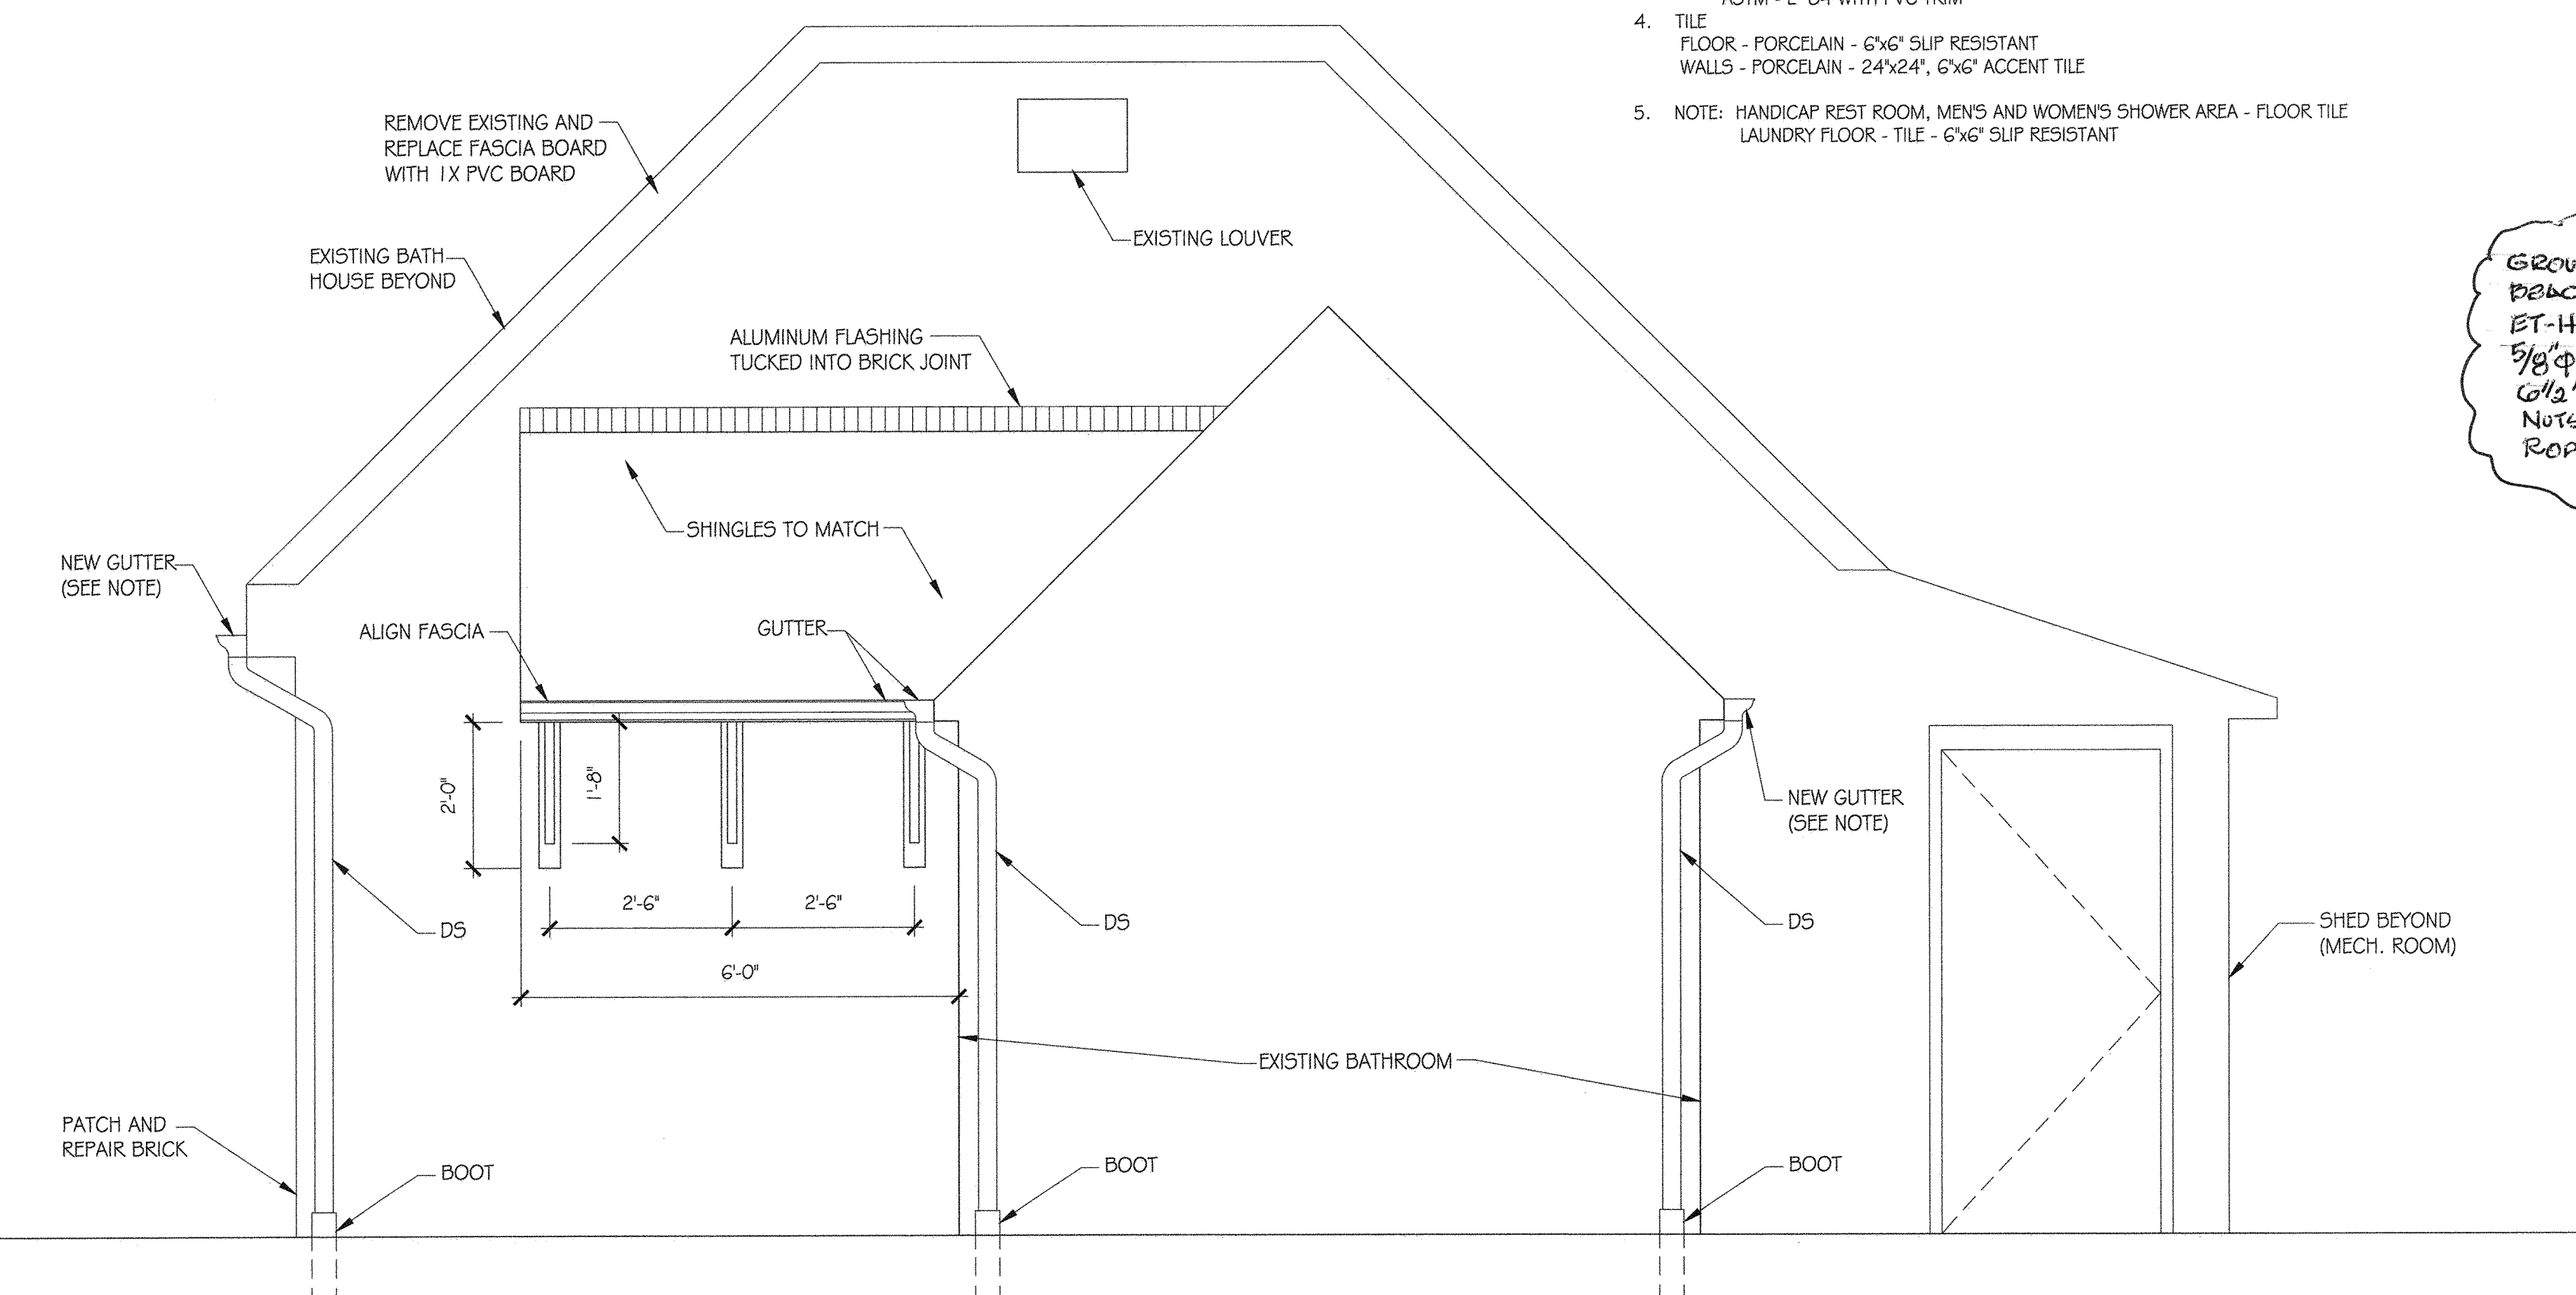 4. TILE
FLOOR - PORCELAIN - 6"x6" SLIP RESISTANT
WALLS - PORCELAIN - 24"x24", 6"x6" ACCENT TILE
5. NOTE: HANDICAP REST ROOM, MEN'S AND WOMEN'S SHOWER AREA - FLOOR TILE
LAUNDRY FLOOR - TILE - 6"x6" SLIP RESISTANT
REMOVE EXISTING AND
REPLACE FASCIA BOARD
WITH 1X PVC BOARD
EXISTING LOUVER
EXISTING BATH
HOUSE BEYOND
5/8"Φ
6 1/2"
ALUMINUM FLASHING
TUCKED INTO BRICK JOINT
SHINGLES TO MATCH
NEW GUTTER
(SEE NOTE)
ALIGN FASCIA
GUTTER
2'-0"
1'-8"
NEW GUTTER
(SEE NOTE)
2'-6"
2'-6"
DS
DS
DS
SHED BEYOND
(MECH. ROOM)
6'-0"
EXISTING BATHROOM
PATCH AND
REPAIR BRICK
BOOT
BOOT
BOOT